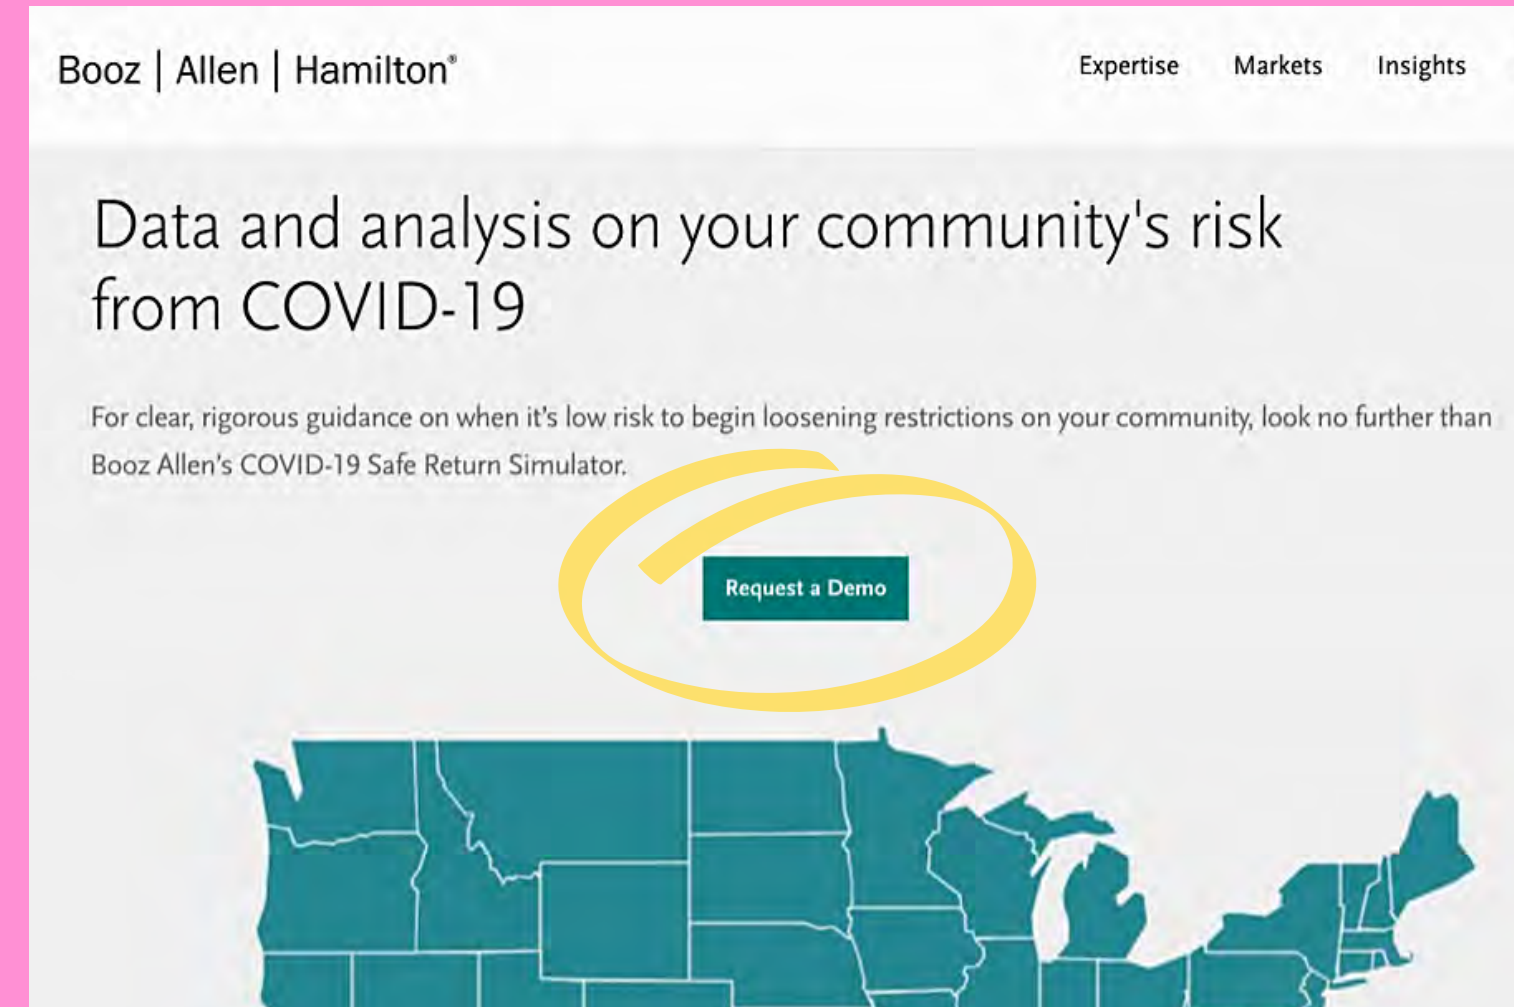 Booz | Allen | Hamilton®
Expertise Markets Insights
Data and analysis on your community's risk
from COVID-19
For clear, rigorous guidance on when it's low risk to begin loosening restrictions on your community, look no further than
Booz Allen's COVID-19 Safe Return Simulator.
Request a Demo